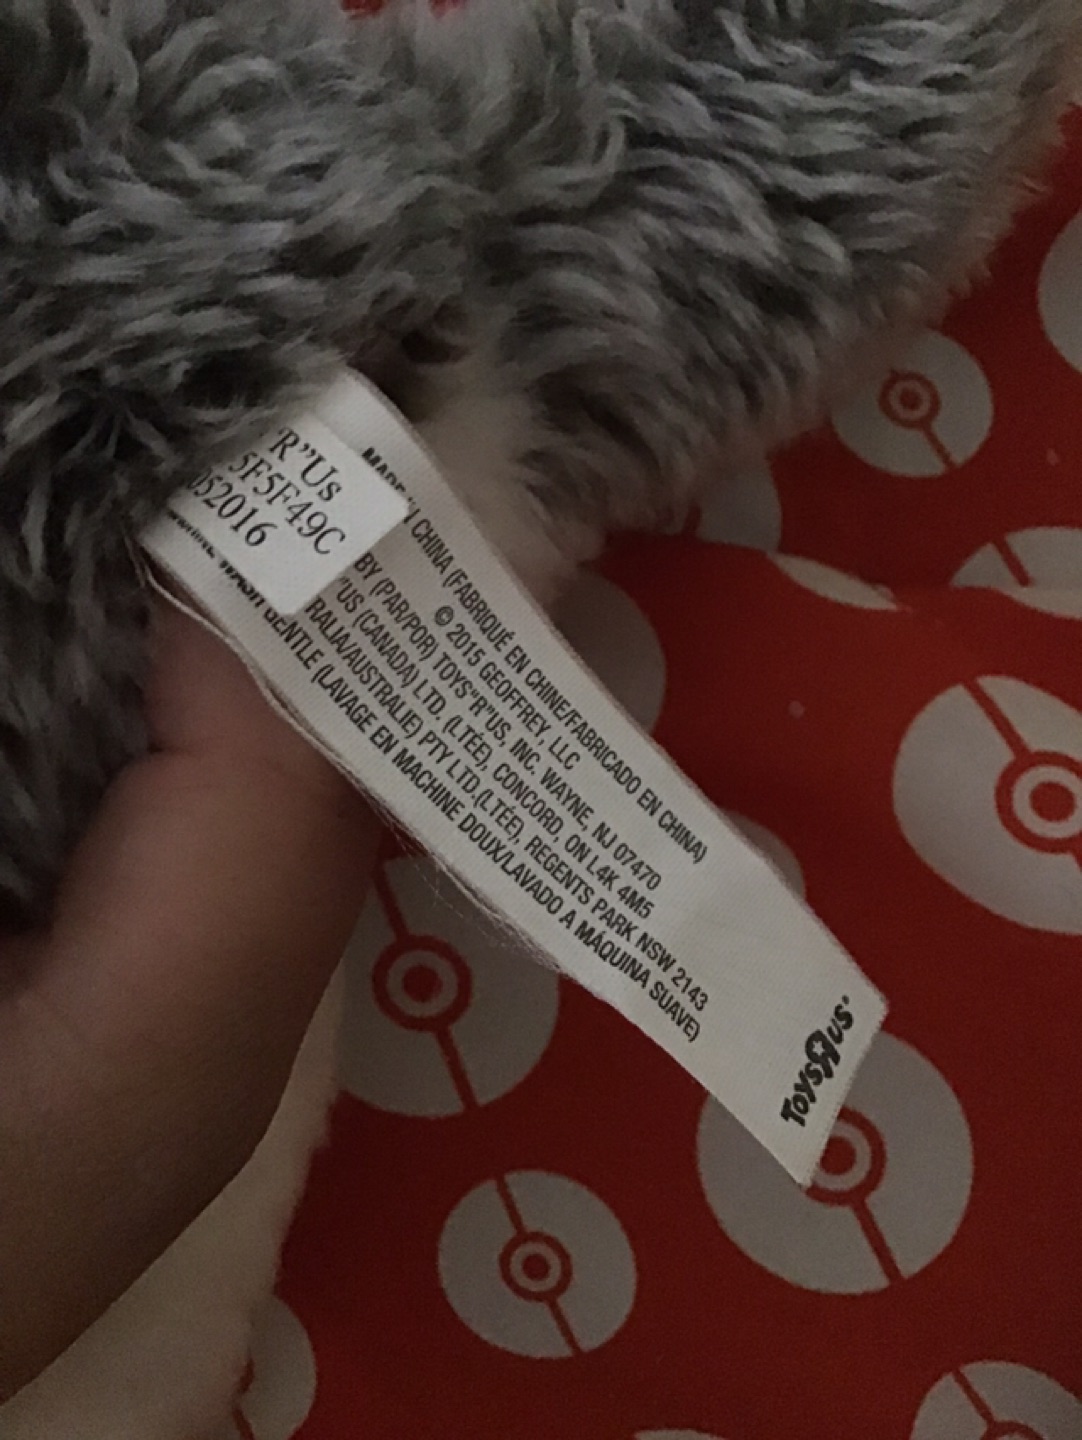 "R"Us
5F5F49C
052016
MADE IN CHINA (FABRIQUÉ EN CHINE/FABRICADO EN CHINA)
© 2015 GEOFFREY, LLC
BY (PAR/POR) TOYS"R"US, INC. WAYNE, NJ 07470
"US (CANADA) LTD. (LTÉE), CONCORD, ON L4K 4M5
RALIA/AUSTRALIE) PTY LTD.(LTÉE), REGENTS PARK NSW 2143
WASH GENTLE (LAVAGE EN MACHINE DOUX/LAVADO A MÁQUINA SUAVE)
ToysRUs